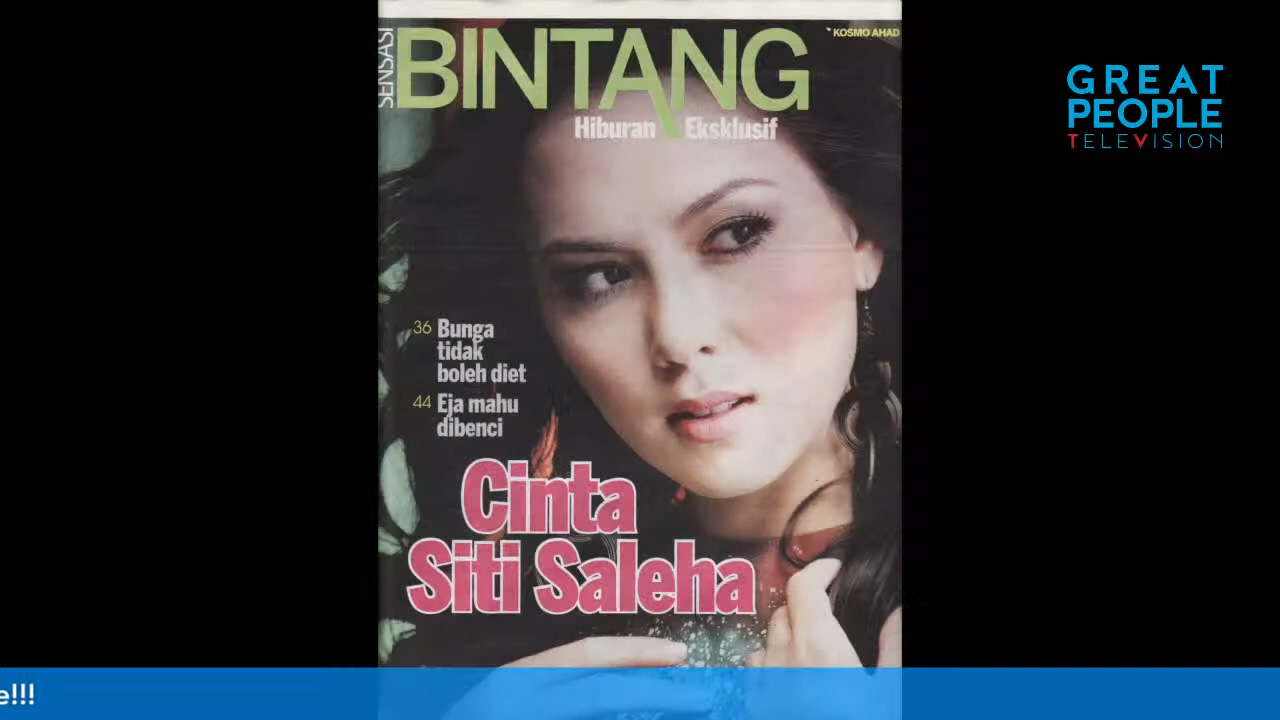 SENSASI
BINTANG
' KOSMO AHAD
Hiburan Eksklusif
GREAT
PEOPLE
TELEVISION
36 Bunga
tidak
boleh diet
44 Eja mahu
dibenci
Cinta
Siti Saleha
e!!!